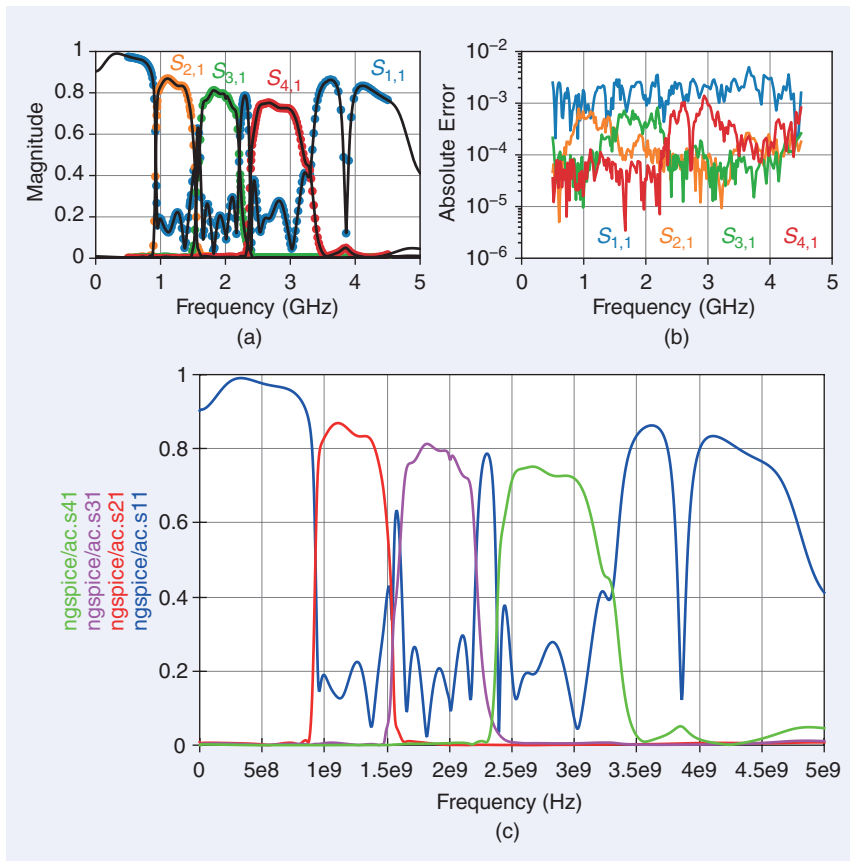 1
0.8
0.6
0.4
0.2
0
Magnitude
S2,1
S3,1
S4,1
S1,1
0 1 2 3 4 5
Frequency (GHz)
(a)
10−2
10−3
10−4
10−5
10−6
Absolute Error
S1,1 S2,1 S3,1 S4,1
0 1 2 3 4 5
Frequency (GHz)
(b)
ngspice/ac.s41
ngspice/ac.s31
ngspice/ac.s21
ngspice/ac.s11
1
0.8
0.6
0.4
0.2
0
0 5e8 1e9 1.5e9 2e9 2.5e9 3e9 3.5e9 4e9 4.5e9 5e9
Frequency (Hz)
(c)